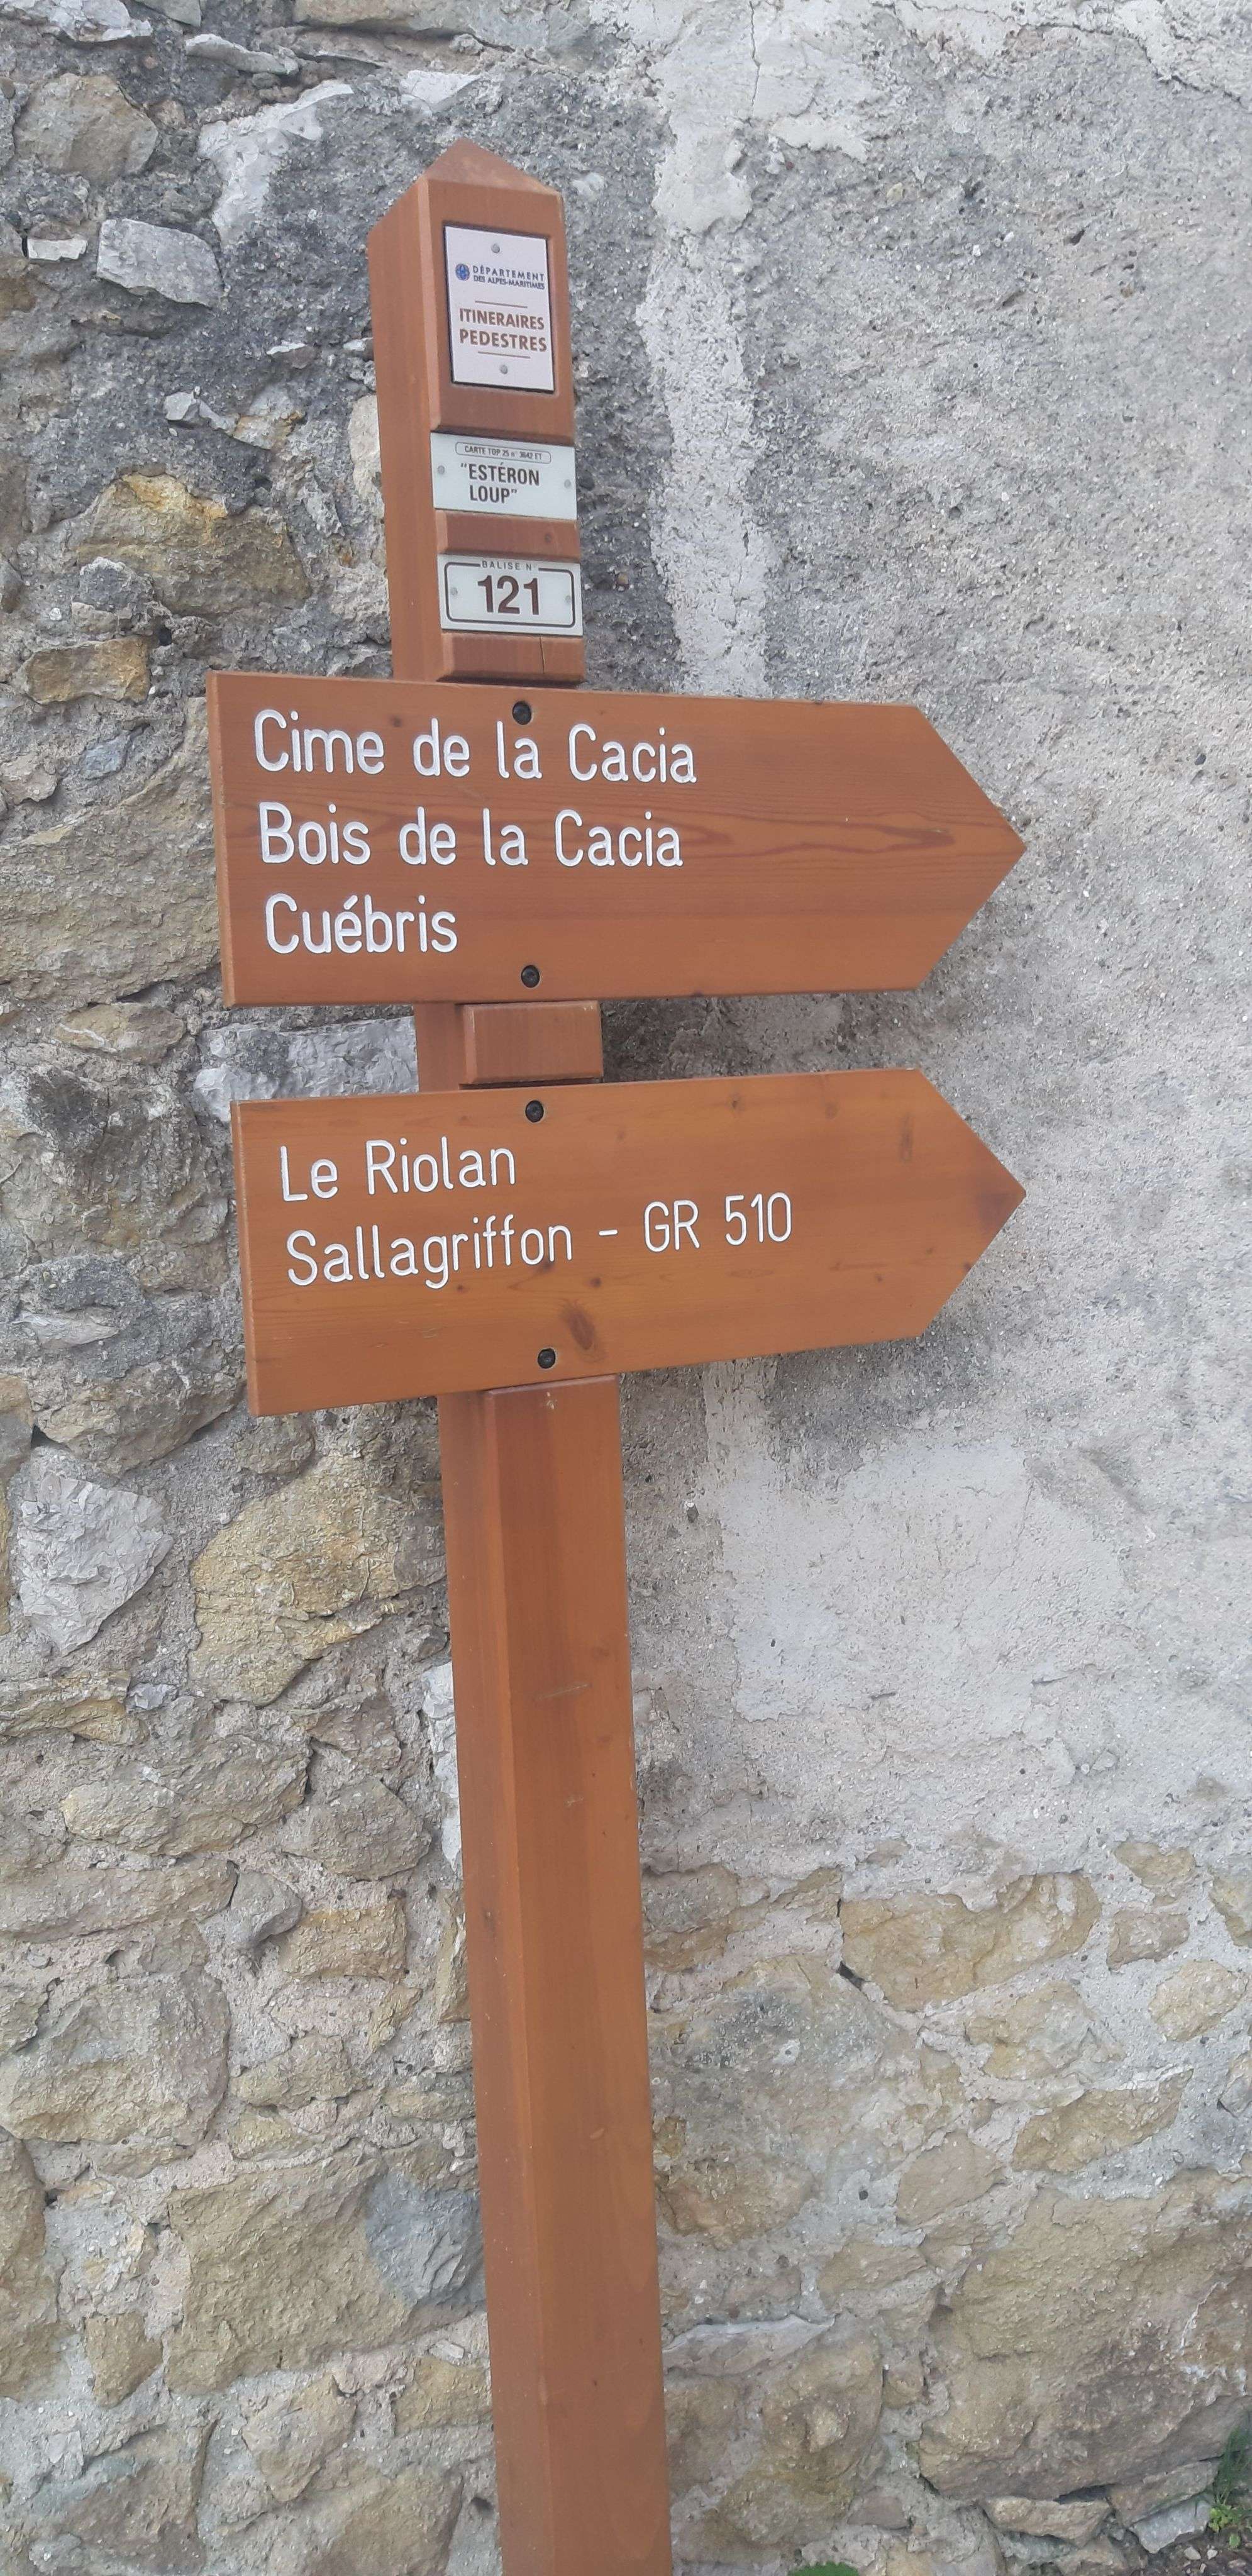 DÉPARTEMENT
DES ALPES-MARITIMES
ITINERAIRES
PEDESTRES
CARTE TOP 25 n° 3642 ET
"ESTÉRON
LOUP"
BALISE N°
121
Cime de la Cacia
Bois de la Cacia
Cuébris
Le Riolan
Sallagriffon - GR 510